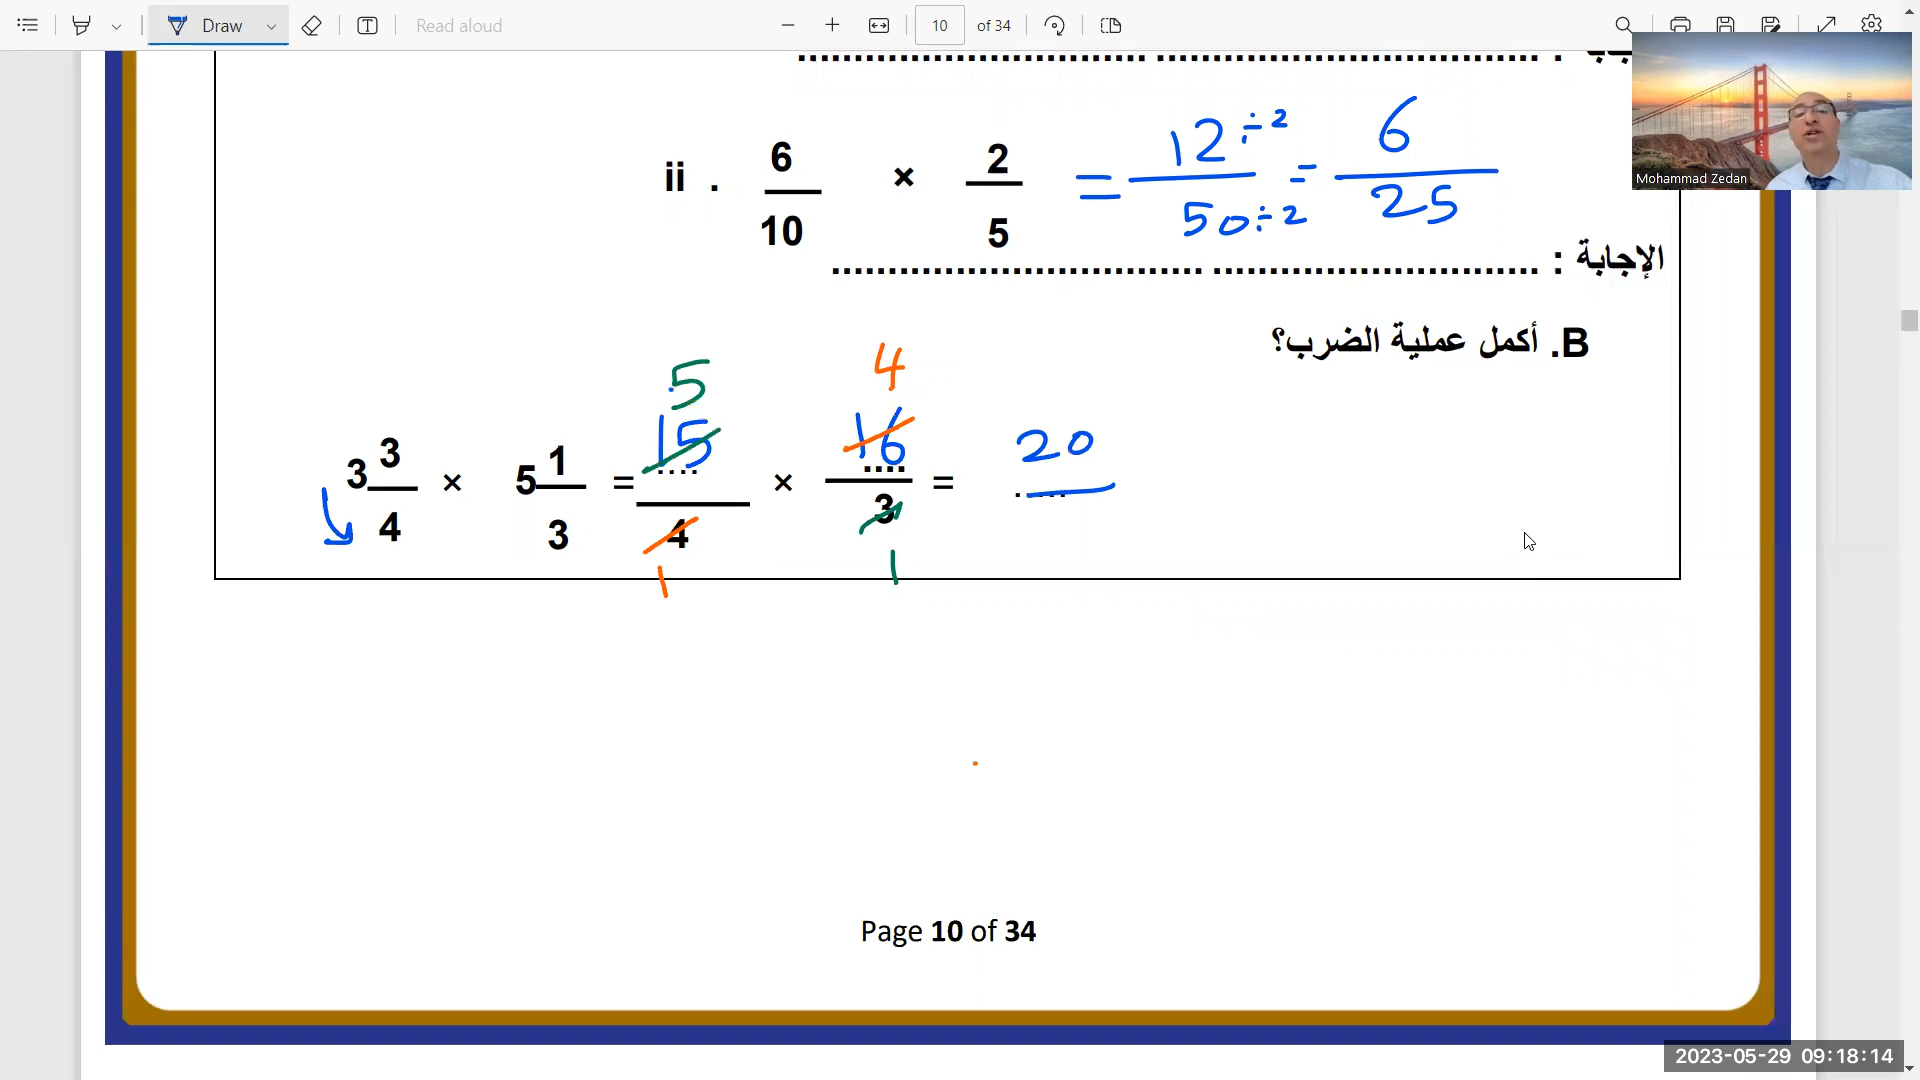 Draw
Read aloud
10 of 34
Mohammad Zedan
ii . 6/10 × 2/5 = 12÷2/50÷2 = 6/25
الإجابة : ................................................................
B. أكمل عملية الضرب؟
5 4
3 3/4 × 5 1/3 = 15..../4 × 16..../3 = 20 ......
1 1
Page 10 of 34
2023-05-29 09:18:14